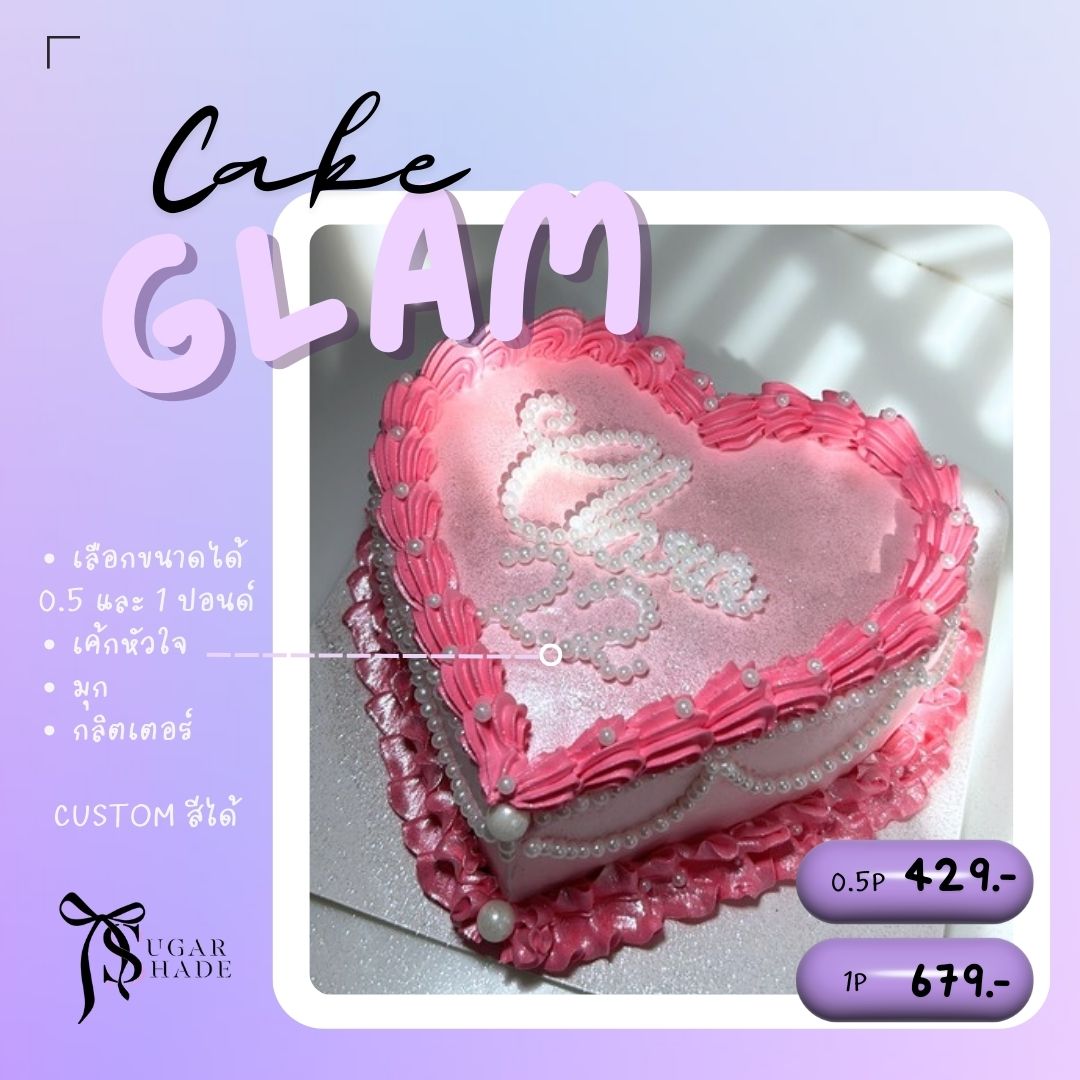 Cake
GLAM
• เลือกขนาดได้
0.5 และ 1 ปอนด์
• เค้กหัวใจ
• มุก
• กลิตเตอร์
CUSTOM สีได้
SUGAR
SHADE
0.5P 429.-
1P 679.-